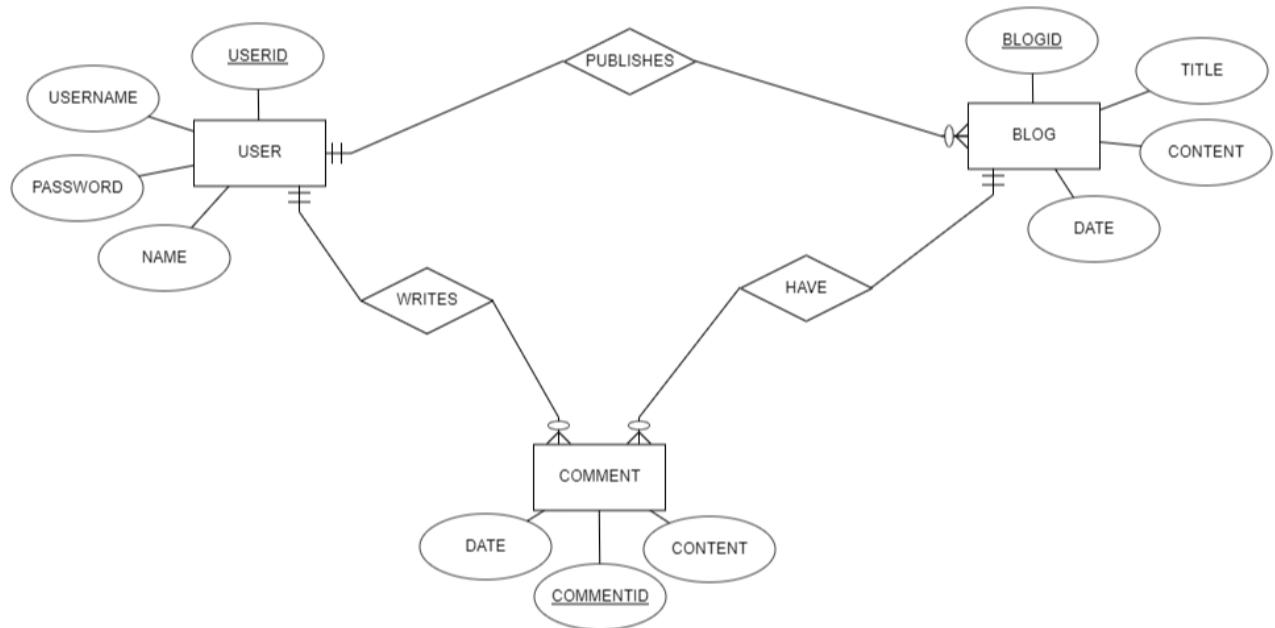 USERID
USERNAME
USER
PASSWORD
NAME
PUBLISHES
BLOGID
TITLE
BLOG
CONTENT
DATE
WRITES
HAVE
COMMENT
DATE
CONTENT
COMMENTID